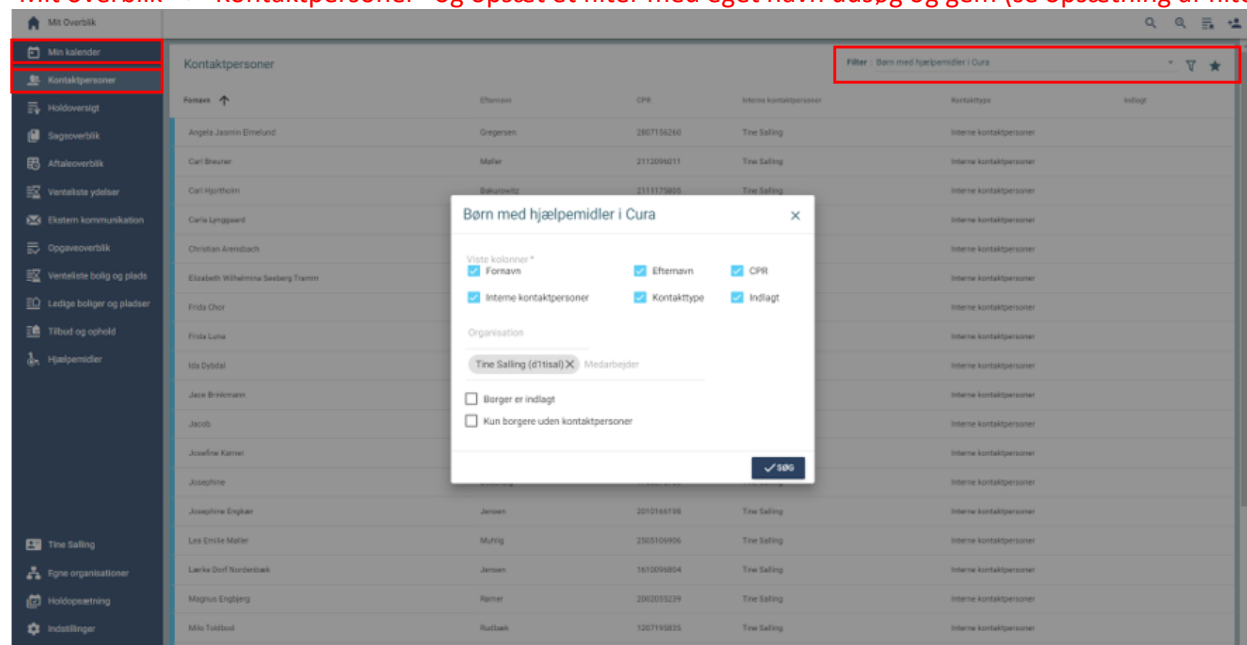 "Mit overblik" "Kontaktpersoner" og opsæt et filter med eget navn udsøg og gem (se opsætning af filte
Mit Overblik
Min kalender
Kontaktpersoner
Holdoversigt
Sagsoverblik
Aftaleoverblik
Venteliste ydelser
Ekstern kommunikation
Opgaveoverblik
Venteliste bolig og plads
Ledige boliger og pladser
Tilbud og ophold
Hjælpemidler
Tine Salling
Egne organisationer
Holdopsætning
Indstillinger
Kontaktpersoner
Filter : Børn med hjælpemidler i Cura
Fornavn Efternavn CPR Interne kontaktpersoner Kontakttype Indlagt
Angela Jasmin Elmelund Gregersen 2807156260 Tine Salling Interne kontaktpersoner
Carl Breuner Møller 2112096011 Tine Salling Interne kontaktpersoner
Carl Hjortholm Bakurowitz 2111175805 Tine Salling Interne kontaktpersoner
Carla Lynggaard Interne kontaktpersoner
Christian Arensbach Interne kontaktpersoner
Elizabeth Wilhelmina Seeberg Tramm Interne kontaktpersoner
Frida Chor Interne kontaktpersoner
Frida Luna Interne kontaktpersoner
Ida Dybdal Interne kontaktpersoner
Jace Brinkmann Interne kontaktpersoner
Jacob Interne kontaktpersoner
Josefine Karner Interne kontaktpersoner
Josephine Interne kontaktpersoner
Josephine Engkær Jensen 2010166198 Tine Salling Interne kontaktpersoner
Lea Emilie Møller Muhlig 2505106906 Tine Salling Interne kontaktpersoner
Lærke Dorf Nordenbæk Jensen 1610096804 Tine Salling Interne kontaktpersoner
Magnus Engbjerg Rømer 2002055239 Tine Salling Interne kontaktpersoner
Milo Toldbod Rudbæk 1207195835 Tine Salling Interne kontaktpersoner
Børn med hjælpemidler i Cura
Viste kolonner *
Fornavn Efternavn CPR
Interne kontaktpersoner Kontakttype Indlagt
Organisation
Tine Salling (d1tisal) Medarbejder
Borger er indlagt
Kun borgere uden kontaktpersoner
SØG